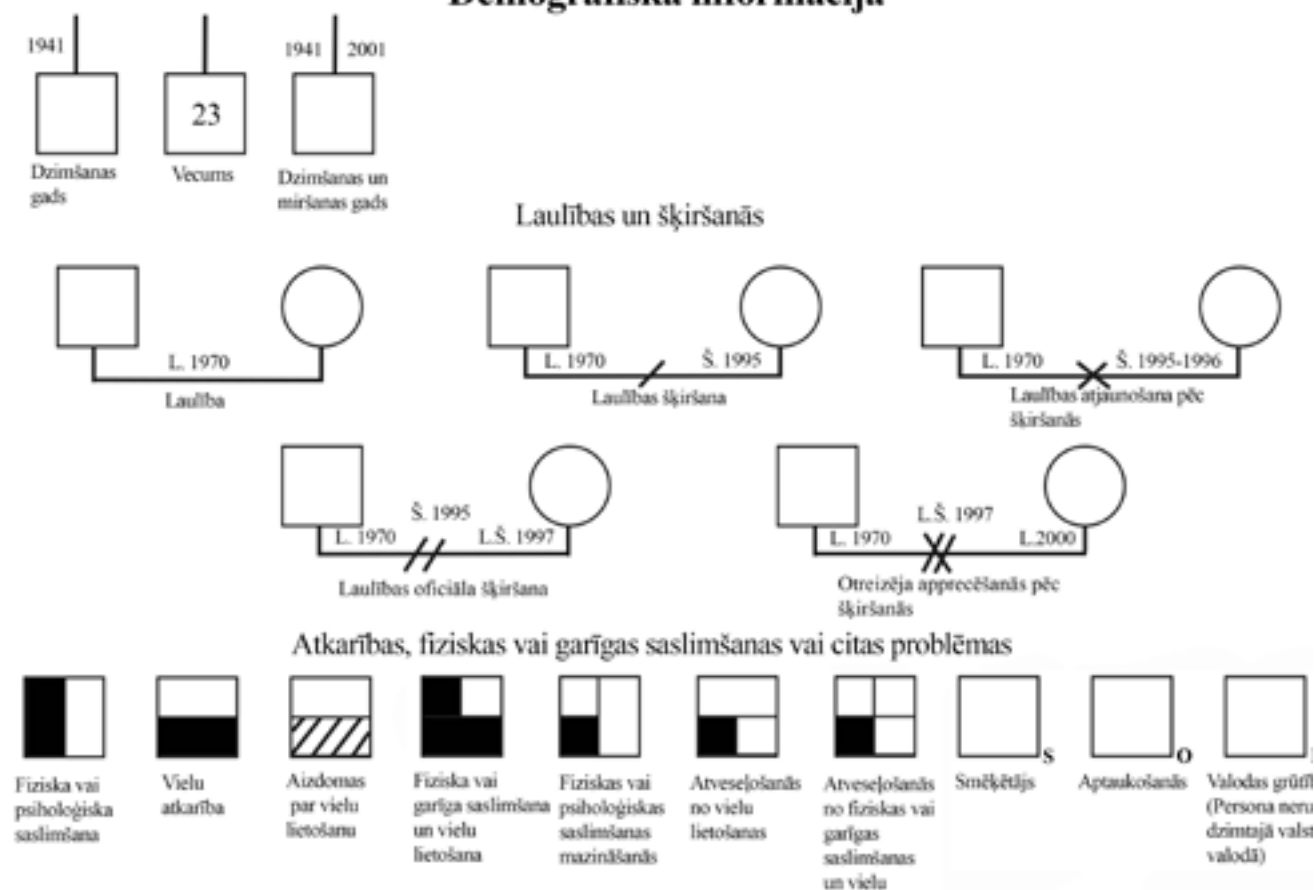 Demogrāfiskā informācija
1941
23
1941 2001
Dzimšanas
gads
Vecums
Dzimšanas un
miršanas gads
Laulības un šķiršanās
L. 1970
Laulība
L. 1970 Š. 1995
Laulības šķiršana
L. 1970 Š. 1995-1996
Laulības atjaunošana pēc
šķiršanās
Š. 1995
L. 1970 L.Š. 1997
Laulības oficiāla šķiršana
L.Š. 1997
L. 1970 L.2000
Otreizēja apprecēšanās pēc
šķiršanās
Atkarības, fiziskas vai garīgas saslimšanas vai citas problēmas
Fiziska vai
psiholoģiska
saslimšana
Vielu
atkarība
Aizdomas
par vielu
lietošanu
Fiziska vai
garīga saslimšana
un vielu
lietošana
Fiziskas vai
psiholoģiskas
saslimšanas
mazināšanās
Atveseļošanās
no vielu
lietošanas
Atveseļošanās
no fiziskas vai
garīgas
saslimšanas
un vielu
S
Smēķētājs
O
Aptaukošanās
Valodas
(Persona
dzimtajā
valodā)